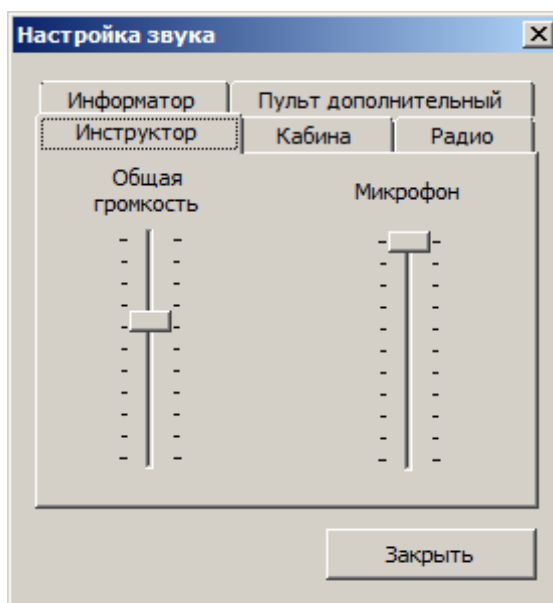 Настройка звука
Информатор
Пульт дополнительный
Инструктор
Кабина
Радио
Общая
громкость
Микрофон
Закрыть